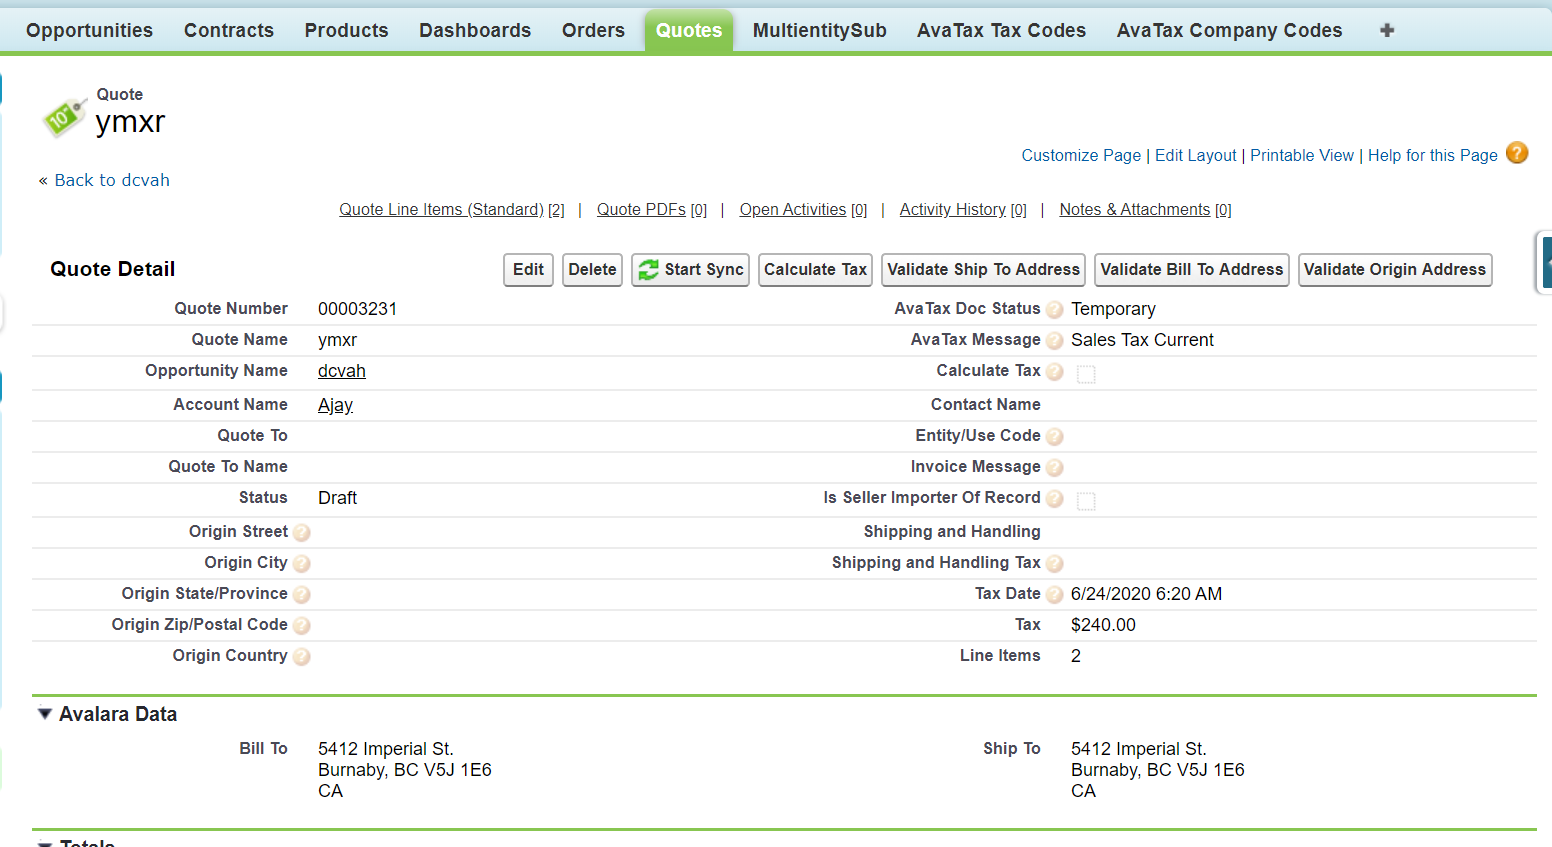 Opportunities Contracts Products Dashboards Orders Quotes MultientitySub AvaTax Tax Codes AvaTax Company Codes +
Quote
10
ymxr
Customize Page | Edit Layout | Printable View | Help for this Page ?
« Back to dcvah
Quote Line Items (Standard) [2] | Quote PDFs [0] | Open Activities [0] | Activity History [0] | Notes & Attachments [0]
Quote Detail Edit Delete Start Sync Calculate Tax Validate Ship To Address Validate Bill To Address Validate Origin Address
Quote Number 00003231 AvaTax Doc Status ? Temporary
Quote Name ymxr AvaTax Message ? Sales Tax Current
Opportunity Name dcvah Calculate Tax ?
Account Name Ajay Contact Name
Quote To Entity/Use Code ?
Quote To Name Invoice Message ?
Status Draft Is Seller Importer Of Record ?
Origin Street ? Shipping and Handling
Origin City ? Shipping and Handling Tax ?
Origin State/Province ? Tax Date ? 6/24/2020 6:20 AM
Origin Zip/Postal Code ? Tax $240.00
Origin Country ? Line Items 2
Avalara Data
Bill To 5412 Imperial St. Ship To 5412 Imperial St.
Burnaby, BC V5J 1E6 Burnaby, BC V5J 1E6
CA CA
Totals